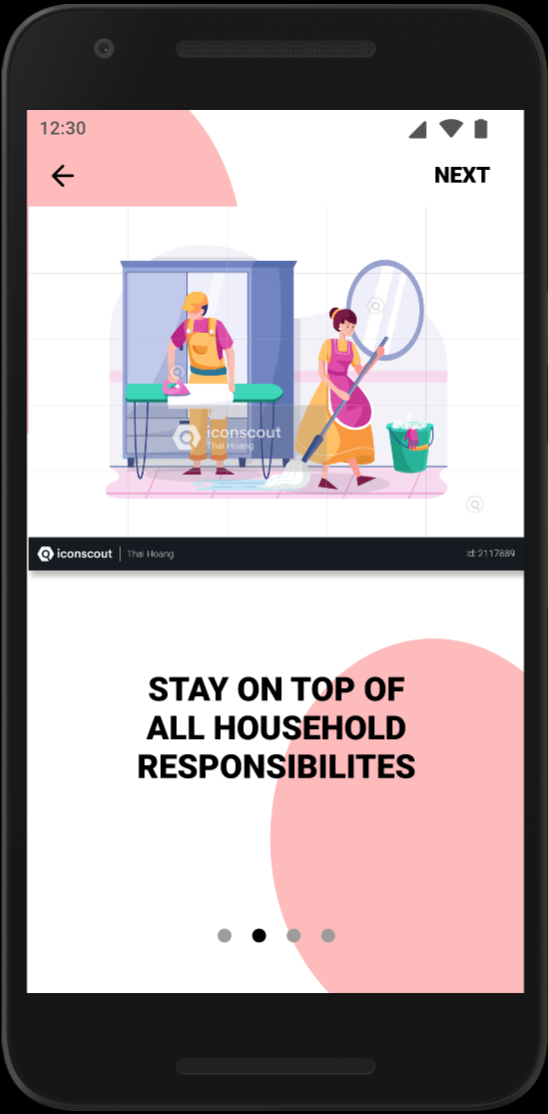 12:30
NEXT
iconscout
Thai Hoang
iconscout | Thai Hoang id: 2117889
STAY ON TOP OF
ALL HOUSEHOLD
RESPONSIBILITES